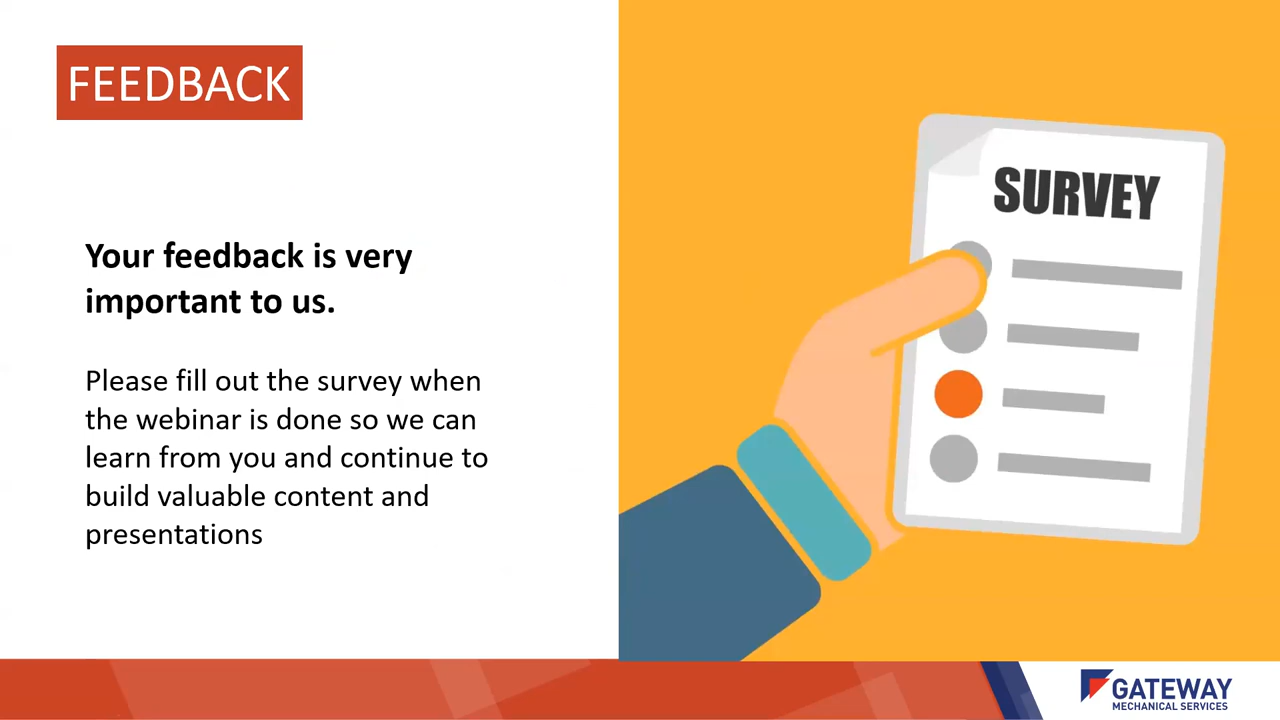 FEEDBACK
Your feedback is very
important to us.
Please fill out the survey when
the webinar is done so we can
learn from you and continue to
build valuable content and
presentations
SURVEY
GATEWAY
MECHANICAL SERVICES